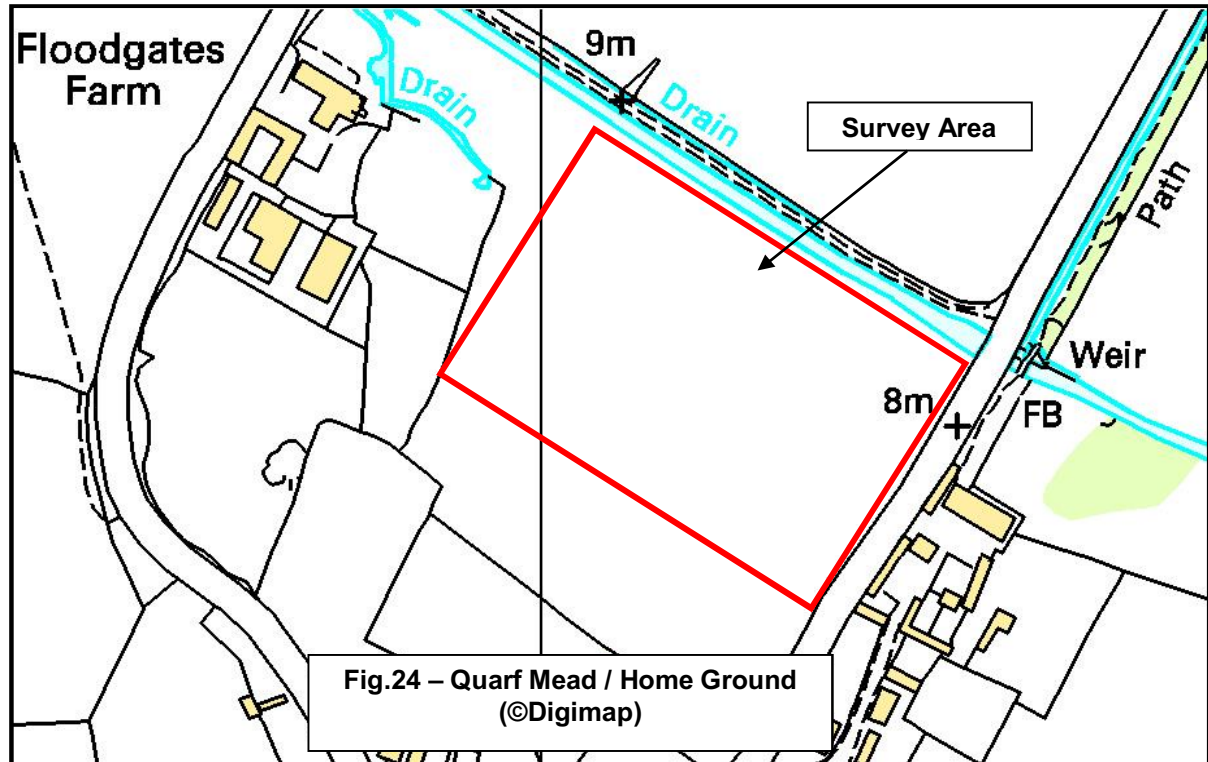 Floodgates
Farm
9m
Drain
Drain
Survey Area
Path
Weir
8m
FB
Fig.24 – Quarf Mead / Home Ground
(©Digimap)